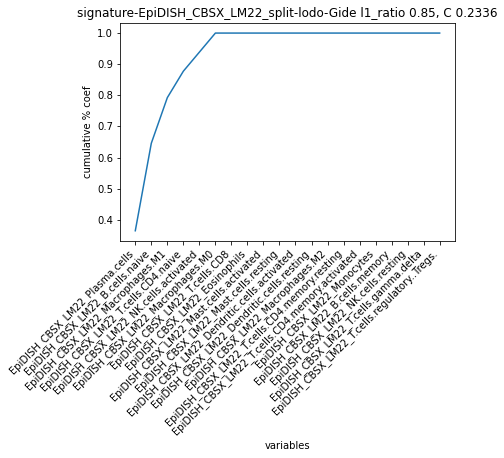 signature-EpiDISH_CBSX_LM22_split-lodo-Gide l1_ratio 0.85, C 0.2336
cumulative % coef
1.0
0.9
0.8
0.7
0.6
0.5
0.4
EpiDISH_CBSX_LM22_Plasma.cells
EpiDISH_CBSX_LM22_B.cells.naive
EpiDISH_CBSX_LM22_Macrophages.M1
EpiDISH_CBSX_LM22_T.cells.CD4.naive
EpiDISH_CBSX_LM22_NK.cells.activated
EpiDISH_CBSX_LM22_Macrophages.M0
EpiDISH_CBSX_LM22_T.cells.CD8
EpiDISH_CBSX_LM22_Eosinophils
EpiDISH_CBSX_LM22_Mast.cells.activated
EpiDISH_CBSX_LM22_Mast.cells.resting
EpiDISH_CBSX_LM22_Dendritic.cells.activated
EpiDISH_CBSX_LM22_Dendritic.cells.resting
EpiDISH_CBSX_LM22_Macrophages.M2
EpiDISH_CBSX_LM22_T.cells.CD4.memory.resting
EpiDISH_CBSX_LM22_T.cells.CD4.memory.activated
EpiDISH_CBSX_LM22_Monocytes
EpiDISH_CBSX_LM22_B.cells.memory
EpiDISH_CBSX_LM22_NK.cells.resting
EpiDISH_CBSX_LM22_T.cells.gamma.delta
EpiDISH_CBSX_LM22_T.cells.regulatory..Tregs.
variables